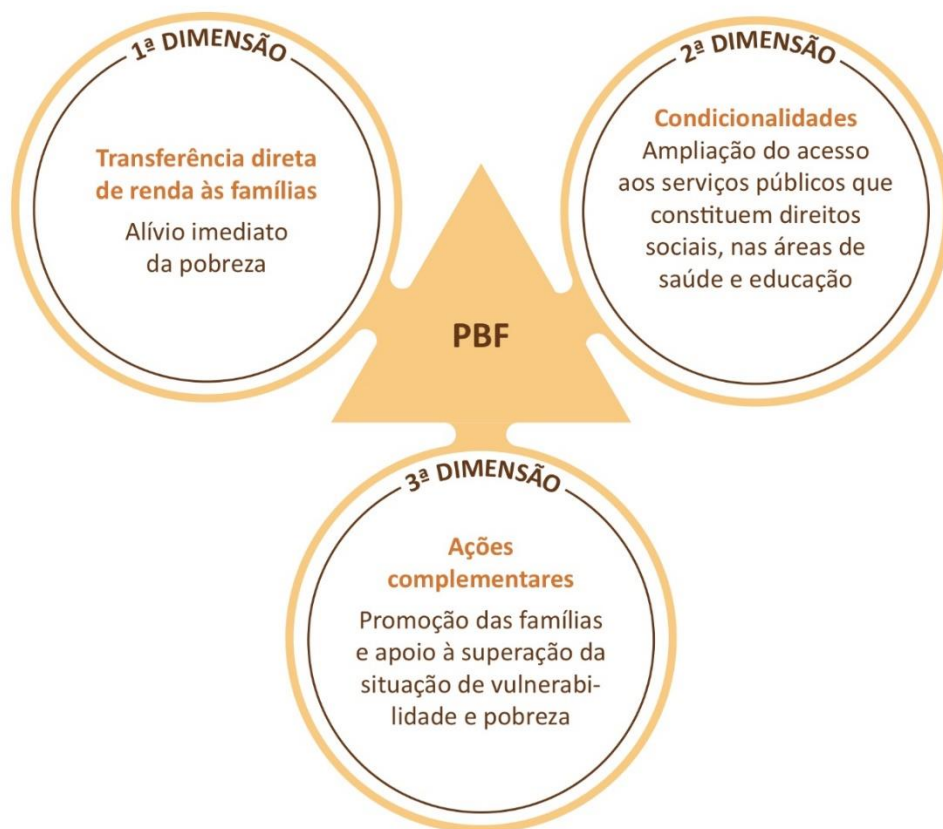 1ª DIMENSÃO
Transferência direta
de renda às famílias
Alívio imediato
da pobreza
2ª DIMENSÃO
Condicionalidades
Ampliação do acesso
aos serviços públicos que
constituem direitos
sociais, nas áreas de
saúde e educação
PBF
3ª DIMENSÃO
Ações
complementares
Promoção das famílias
e apoio à superação da
situação de vulnerabi-
lidade e pobreza